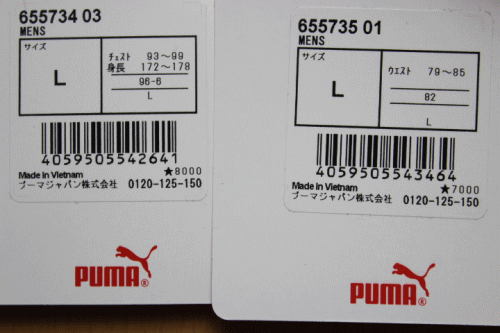 655734 03
MENS
サイズ
L
チェスト 93～99
身長 172～178
96-6
L
4059505542641
★8000
Made in Vietnam
プーマジャパン株式会社 0120-125-150
PUMA®
655735 01
MENS
サイズ
L
ウエスト 79～85
82
L
4059505543464
★7000
Made in Vietnam
プーマジャパン株式会社 0120-125-150
PUMA®